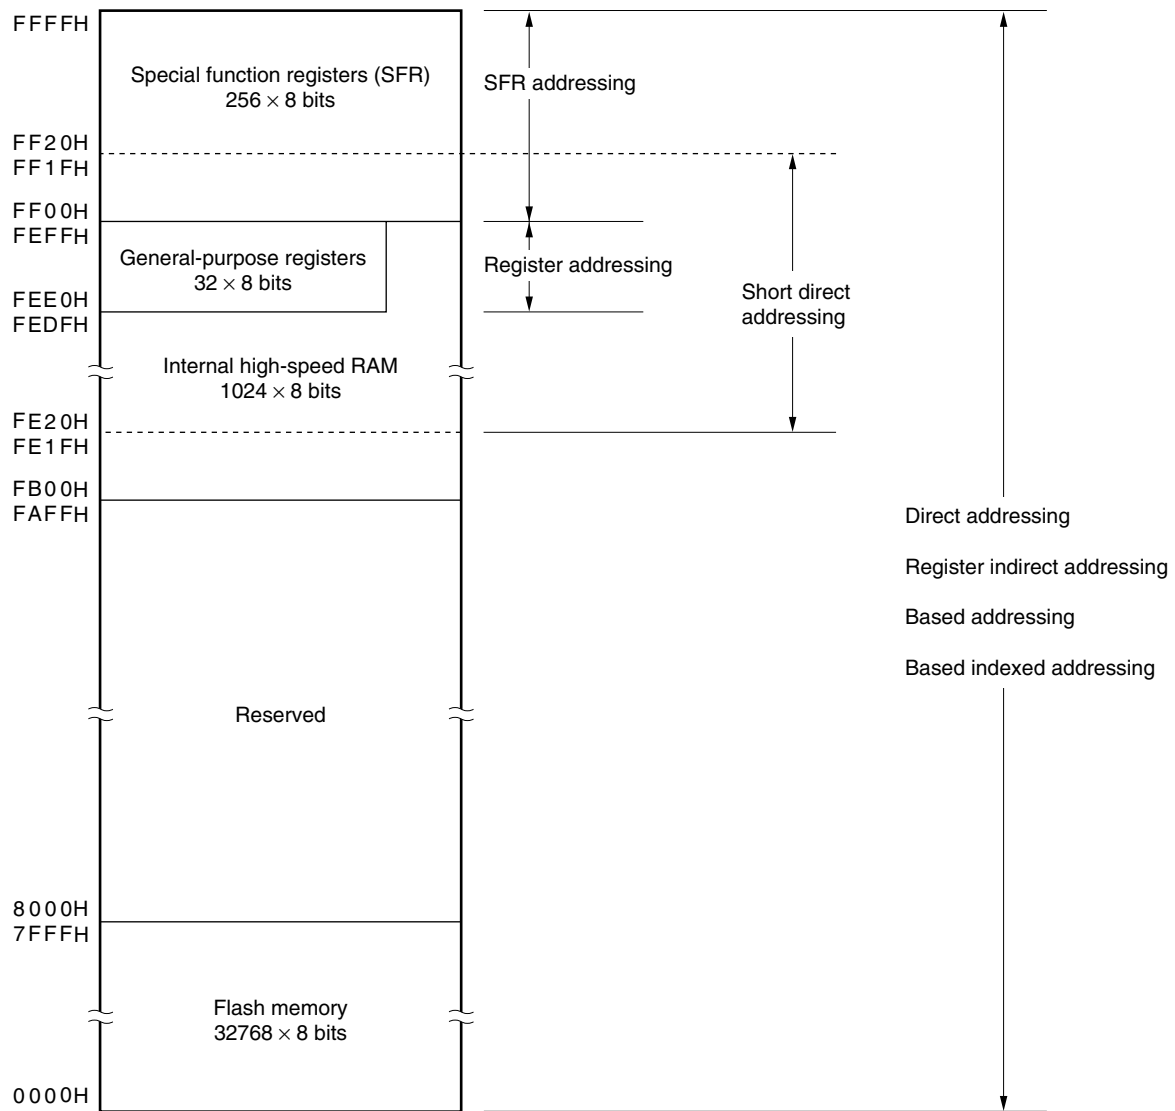 FFFFH
Special function registers (SFR)
256 × 8 bits
SFR addressing
FF20H
FF1FH
FF00H
FEFFH
General-purpose registers
32 × 8 bits
Register addressing
FEE0H
FEDFH
Short direct
addressing
Internal high-speed RAM
1024 × 8 bits
FE20H
FE1FH
FB00H
FAFFH
Direct addressing
Register indirect addressing
Based addressing
Based indexed addressing
Reserved
8000H
7FFFH
Flash memory
32768 × 8 bits
0000H